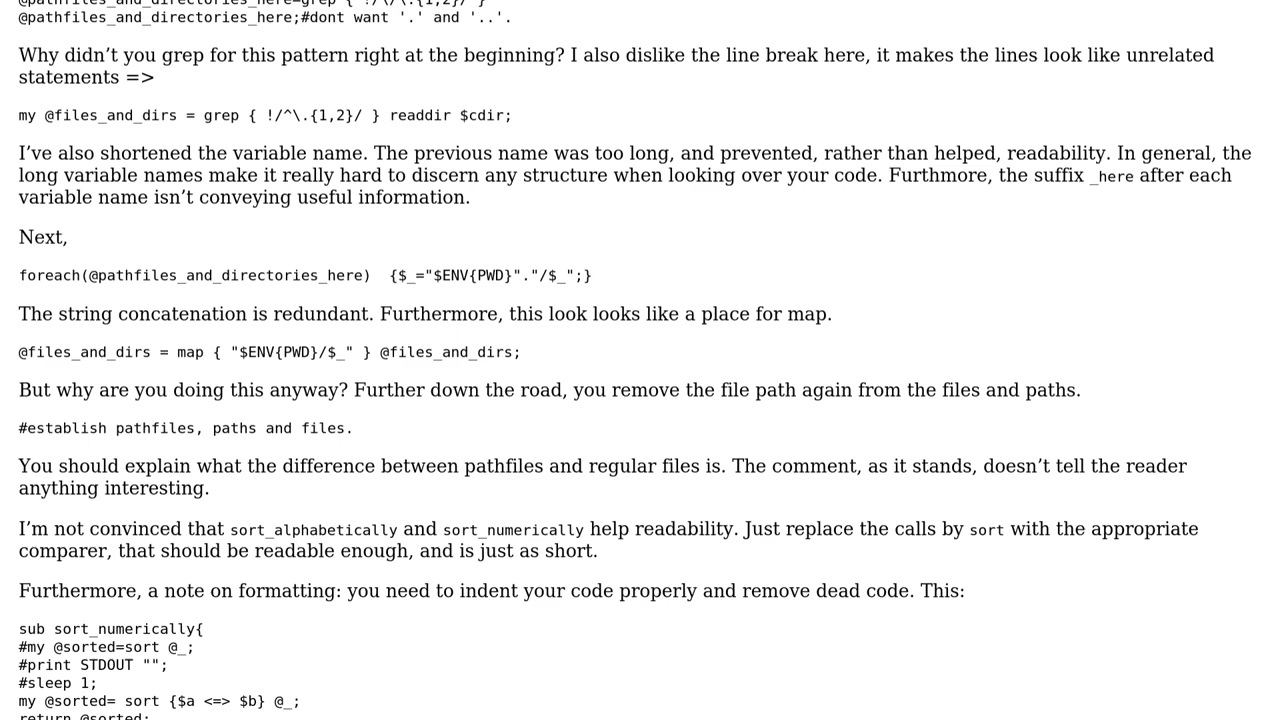 @pathfiles_and_directories_here=grep { !/\/\.{1,2}/ }
@pathfiles_and_directories_here;#dont want '.' and '..'.
Why didn’t you grep for this pattern right at the beginning? I also dislike the line break here, it makes the lines look like unrelated
statements =>
my @files_and_dirs = grep { !/^\.{1,2}/ } readdir $cdir;
I’ve also shortened the variable name. The previous name was too long, and prevented, rather than helped, readability. In general, the
long variable names make it really hard to discern any structure when looking over your code. Furthmore, the suffix _here after each
variable name isn’t conveying useful information.
Next,
foreach(@pathfiles_and_directories_here)  {$_="$ENV{PWD}"."/$_";}
The string concatenation is redundant. Furthermore, this look looks like a place for map.
@files_and_dirs = map { "$ENV{PWD}/$_" } @files_and_dirs;
But why are you doing this anyway? Further down the road, you remove the file path again from the files and paths.
#establish pathfiles, paths and files.
You should explain what the difference between pathfiles and regular files is. The comment, as it stands, doesn’t tell the reader
anything interesting.
I’m not convinced that sort_alphabetically and sort_numerically help readability. Just replace the calls by sort with the appropriate
comparer, that should be readable enough, and is just as short.
Furthermore, a note on formatting: you need to indent your code properly and remove dead code. This:
sub sort_numerically{
#my @sorted=sort @_;
#print STDOUT "";
#sleep 1;
my @sorted= sort {$a <=> $b} @_;
return @sorted;